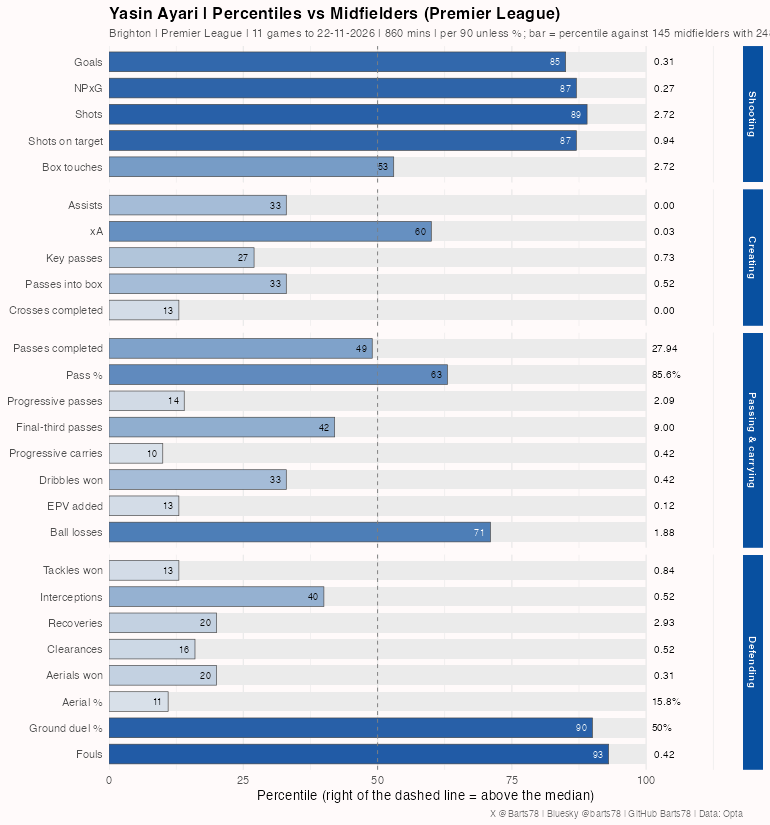 Yasin Ayari | Percentiles vs Midfielders (Premier League)
Brighton | Premier League | 11 games to 22-11-2026 | 860 mins | per 90 unless %; bar = percentile against 145 midfielders with
Shooting
Goals 85 0.31
NPxG 87 0.27
Shots 89 2.72
Shots on target 87 0.94
Box touches 53 2.72
Creating
Assists 33 0.00
xA 60 0.03
Key passes 27 0.73
Passes into box 33 0.52
Crosses completed 13 0.00
Passing & carrying
Passes completed 49 27.94
Pass % 63 85.6%
Progressive passes 14 2.09
Final-third passes 42 9.00
Progressive carries 10 0.42
Dribbles won 33 0.42
EPV added 13 0.12
Ball losses 71 1.88
Defending
Tackles won 13 0.84
Interceptions 40 0.52
Recoveries 20 2.93
Clearances 16 0.52
Aerials won 20 0.31
Aerial % 11 15.8%
Ground duel % 90 50%
Fouls 93 0.42
0 25 50 75 100
Percentile (right of the dashed line = above the median)
X @Barts78 | Bluesky @barts78 | GitHub Barts78 | Data: Opta